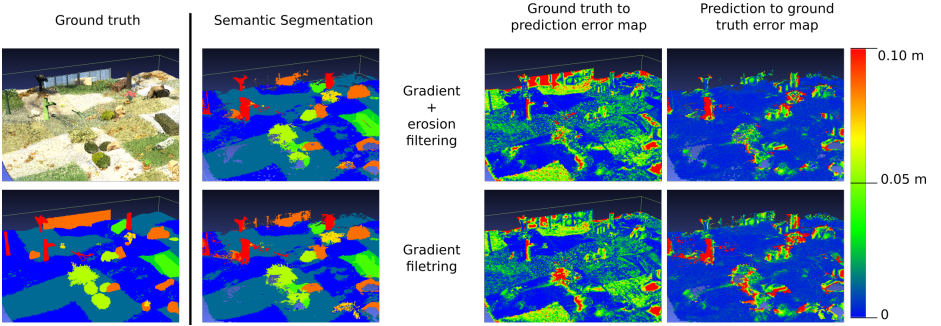 Ground truth
Semantic Segmentation
Ground truth to
prediction error map
Prediction to ground
truth error map
Gradient
+
erosion
filtering
0.10 m
0.05 m
Gradient
filetring
0